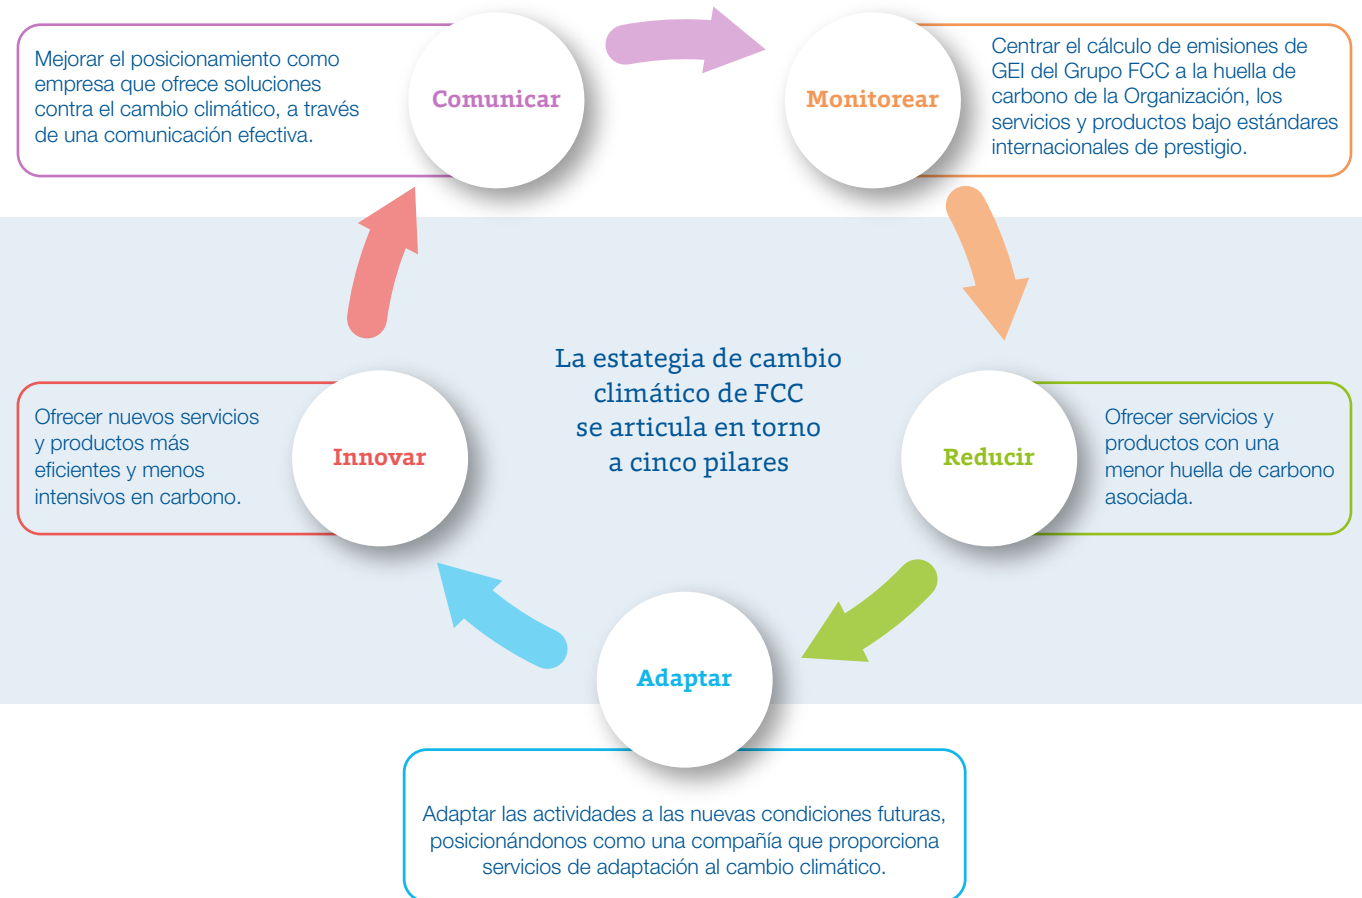 Mejorar el posicionamiento como
empresa que ofrece soluciones
contra el cambio climático, a través
de una comunicación efectiva.
Comunicar
Monitorear
Centrar el cálculo de emisiones de
GEI del Grupo FCC a la huella de
carbono de la Organización, los
servicios y productos bajo estándares
internacionales de prestigio.
La estategia de cambio
climático de FCC
se articula en torno
a cinco pilares
Ofrecer nuevos servicios
y productos más
eficientes y menos
intensivos en carbono.
Innovar
Reducir
Ofrecer servicios y
productos con una
menor huella de carbono
asociada.
Adaptar
Adaptar las actividades a las nuevas condiciones futuras,
posicionándonos como una compañía que proporciona
servicios de adaptación al cambio climático.